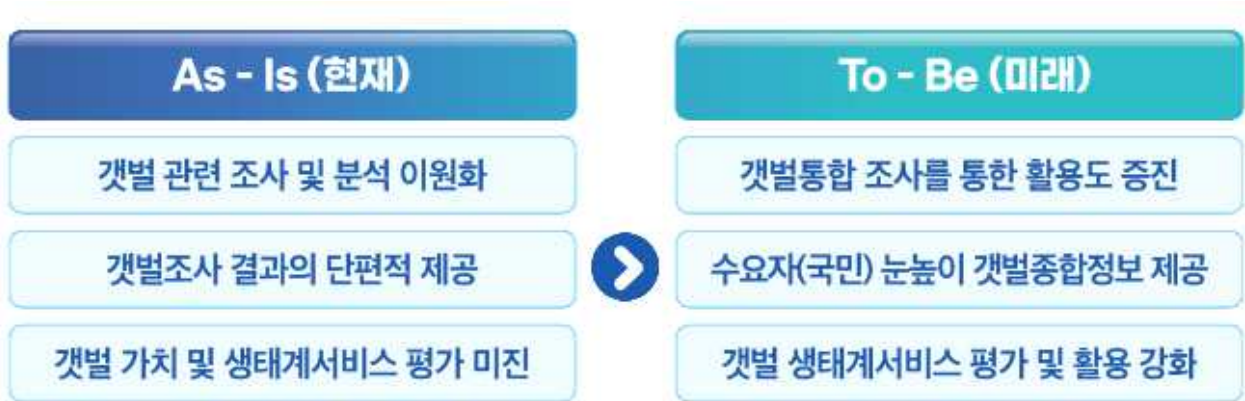 As - Is (현재)
갯벌 관련 조사 및 분석 이원화
갯벌조사 결과의 단편적 제공
갯벌 가치 및 생태계서비스 평가 미진
To - Be (미래)
갯벌통합 조사를 통한 활용도 증진
수요자(국민) 눈높이 갯벌종합정보 제공
갯벌 생태계서비스 평가 및 활용 강화